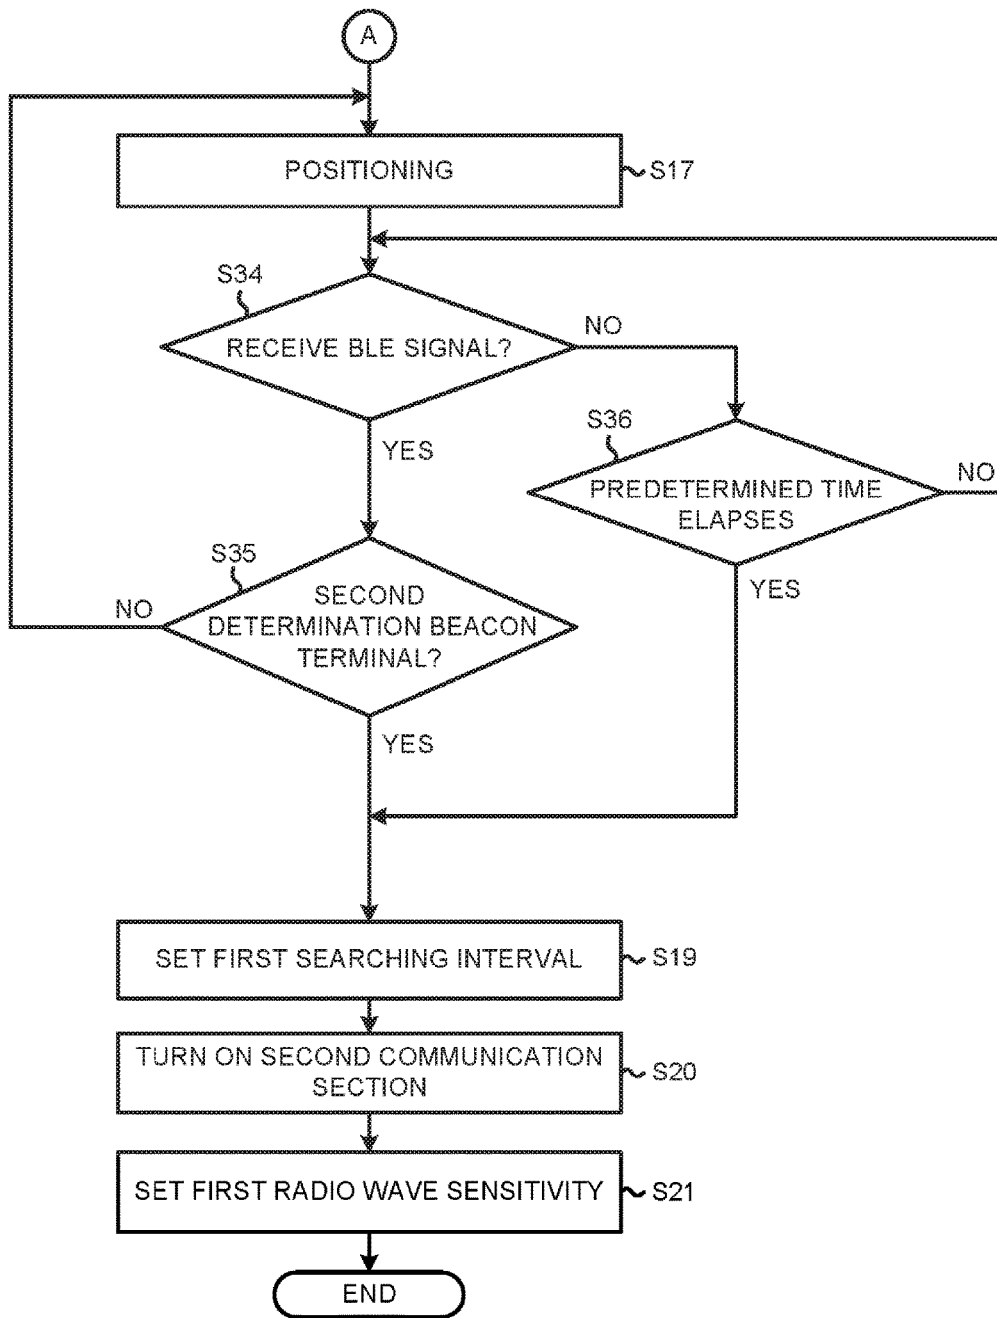 A
POSITIONING
S17
S34
RECEIVE BLE SIGNAL?
NO
YES
S36
PREDETERMINED TIME
ELAPSES
NO
YES
S35
SECOND
DETERMINATION BEACON
TERMINAL?
NO
YES
SET FIRST SEARCHING INTERVAL
S19
TURN ON SECOND COMMUNICATION
SECTION
S20
SET FIRST RADIO WAVE SENSITIVITY
S21
END